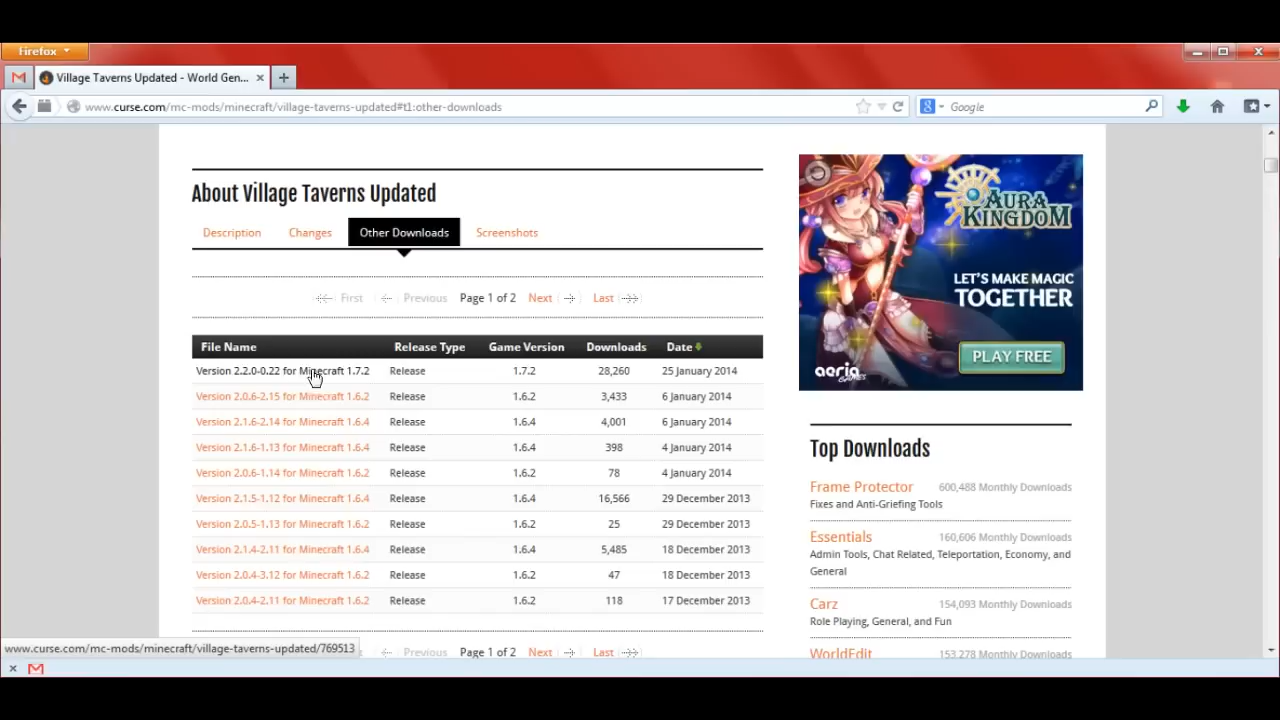 Firefox
Village Taverns Updated - World Gen...
www.curse.com/mc-mods/minecraft/village-taverns-updated#t1:other-downloads
Google
About Village Taverns Updated
Description Changes Other Downloads Screenshots
First Previous Page 1 of 2 Next Last
File Name Release Type Game Version Downloads Date
Version 2.2.0-0.22 for Minecraft 1.7.2 Release 1.7.2 28,260 25 January 2014
Version 2.0.6-2.15 for Minecraft 1.6.2 Release 1.6.2 3,433 6 January 2014
Version 2.1.6-2.14 for Minecraft 1.6.4 Release 1.6.4 4,001 6 January 2014
Version 2.1.6-1.13 for Minecraft 1.6.4 Release 1.6.4 398 4 January 2014
Version 2.0.6-1.14 for Minecraft 1.6.2 Release 1.6.2 78 4 January 2014
Version 2.1.5-1.12 for Minecraft 1.6.4 Release 1.6.4 16,566 29 December 2013
Version 2.0.5-1.13 for Minecraft 1.6.2 Release 1.6.2 25 29 December 2013
Version 2.1.4-2.11 for Minecraft 1.6.4 Release 1.6.4 5,485 18 December 2013
Version 2.0.4-3.12 for Minecraft 1.6.2 Release 1.6.2 47 18 December 2013
Version 2.0.4-2.11 for Minecraft 1.6.2 Release 1.6.2 118 17 December 2013
Previous Page 1 of 2 Next Last
www.curse.com/mc-mods/minecraft/village-taverns-updated/769513
AURA
KINGDOM
LET'S MAKE MAGIC
TOGETHER
PLAY FREE
aeria
GAMES
Top Downloads
Frame Protector 600,488 Monthly Downloads
Fixes and Anti-Griefing Tools
Essentials 160,606 Monthly Downloads
Admin Tools, Chat Related, Teleportation, Economy, and
General
Carz 154,093 Monthly Downloads
Role Playing, General, and Fun
WorldEdit 153,278 Monthly Downloads